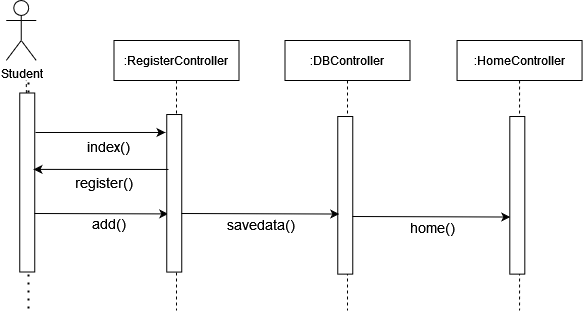 Student
:RegisterController
:DBController
:HomeController
index()
register()
add()
savedata()
home()